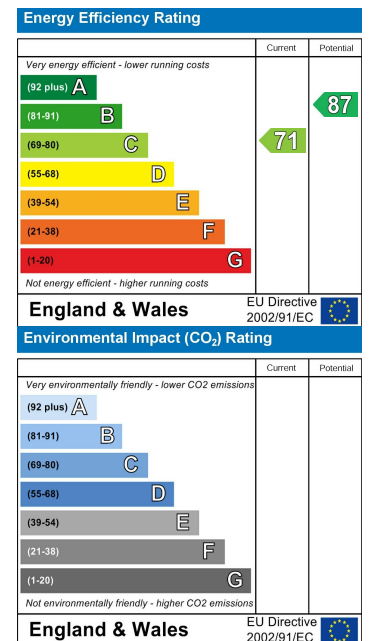 Energy Efficiency Rating
Current Potential
Very energy efficient - lower running costs
(92 plus) A
(81-91) B
87
(69-80) C
71
(55-68) D
(39-54) E
(21-38) F
(1-20) G
Not energy efficient - higher running costs
England & Wales
EU Directive
2002/91/EC
Environmental Impact (CO₂) Rating
Current Potential
Very environmentally friendly - lower CO2 emissions
(92 plus) A
(81-91) B
(69-80) C
(55-68) D
(39-54) E
(21-38) F
(1-20) G
Not environmentally friendly - higher CO2 emissions
England & Wales
EU Directive
2002/91/EC